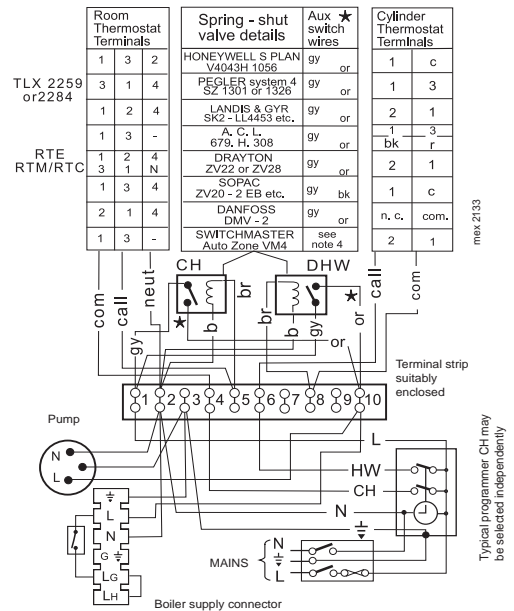 Room Thermostat Terminals
Spring - shut valve details
Aux ★ switch wires
Cylinder Thermostat Terminals
1 3 2
HONEYWELL S PLAN V4043H 1056
gy or
1 c
TLX 2259 or2284
3 1 4
PEGLER system 4 SZ 1301 or 1326
gy or
1 3
1 2 4
LANDIS & GYR SK2 - LL4453 etc.
gy or
2 1
1 3 -
A. C. L. 679. H. 308
gy or
1 3
bk r
RTE RTM/RTC
1 2 4
3 1 N
DRAYTON ZV22 or ZV28
gy or
2 1
1 3 4
SOPAC ZV20 - 2 EB etc.
gy bk
1 c
2 1 4
DANFOSS DMV - 2
gy or
n. c. com.
1 3 -
SWITCHMASTER Auto Zone VM4
see note 4
2 1
mex 2133
CH
DHW
com
call
neut
gy
★
b
br
br
b
gy
or
★
or
call
com
Terminal strip suitably enclosed
1 2 3 4 5 6 7 8 9 10
Pump
N
L
L
HW
CH
N
⏚
Typical programmer CH may be selected independently
⏚
L
N
G ⏚
LG
LH
MAINS
N
⏚
L
Boiler supply connector